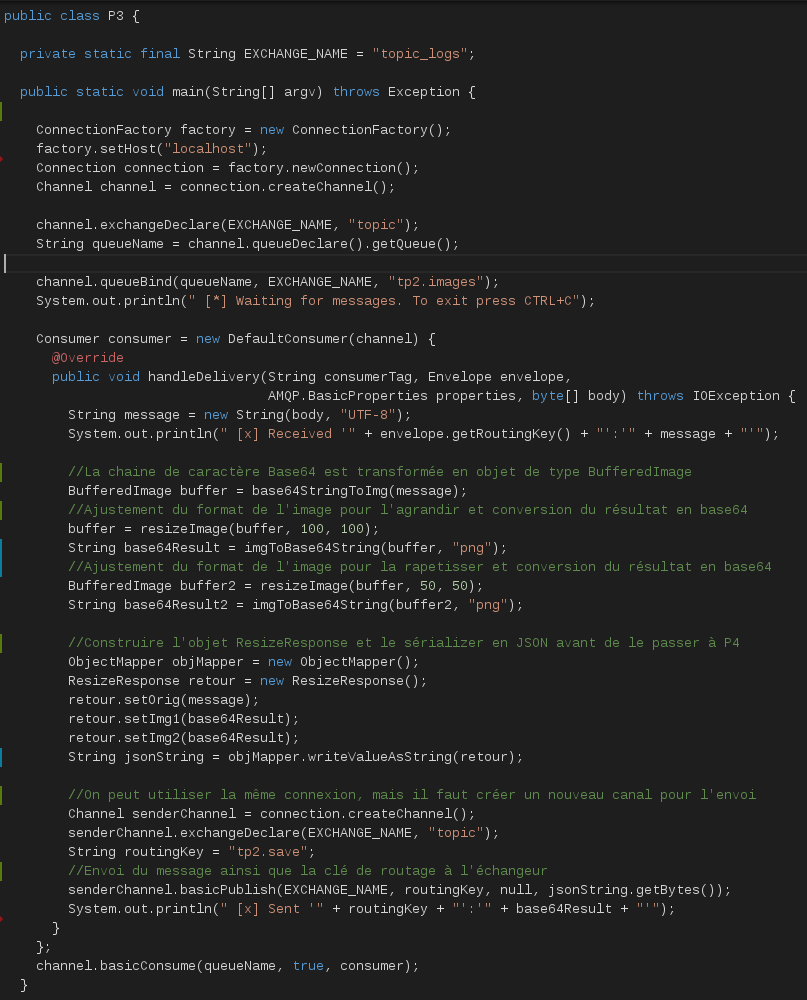 public class P3 {
private static final String EXCHANGE_NAME = "topic_logs";
public static void main(String[] argv) throws Exception {
ConnectionFactory factory = new ConnectionFactory();
factory.setHost("localhost");
Connection connection = factory.newConnection();
Channel channel = connection.createChannel();
channel.exchangeDeclare(EXCHANGE_NAME, "topic");
String queueName = channel.queueDeclare().getQueue();
channel.queueBind(queueName, EXCHANGE_NAME, "tp2.images");
System.out.println(" [*] Waiting for messages. To exit press CTRL+C");
Consumer consumer = new DefaultConsumer(channel) {
@Override
public void handleDelivery(String consumerTag, Envelope envelope,
AMQP.BasicProperties properties, byte[] body) throws IOException {
String message = new String(body, "UTF-8");
System.out.println(" [x] Received '" + envelope.getRoutingKey() + "':'" + message + "'");
//La chaine de caractère Base64 est transformée en objet de type BufferedImage
BufferedImage buffer = base64StringToImg(message);
//Ajustement du format de l'image pour l'agrandir et conversion du résultat en base64
buffer = resizeImage(buffer, 100, 100);
String base64Result = imgToBase64String(buffer, "png");
//Ajustement du format de l'image pour la rapetisser et conversion du résultat en base64
BufferedImage buffer2 = resizeImage(buffer, 50, 50);
String base64Result2 = imgToBase64String(buffer2, "png");
//Construire l'objet ResizeResponse et le sérializer en JSON avant de le passer à P4
ObjectMapper objMapper = new ObjectMapper();
ResizeResponse retour = new ResizeResponse();
retour.setOrig(message);
retour.setImg1(base64Result);
retour.setImg2(base64Result);
String jsonString = objMapper.writeValueAsString(retour);
//On peut utiliser la même connexion, mais il faut créer un nouveau canal pour l'envoi
Channel senderChannel = connection.createChannel();
senderChannel.exchangeDeclare(EXCHANGE_NAME, "topic");
String routingKey = "tp2.save";
//Envoi du message ainsi que la clé de routage à l'échangeur
senderChannel.basicPublish(EXCHANGE_NAME, routingKey, null, jsonString.getBytes());
System.out.println(" [x] Sent '" + routingKey + "':'" + base64Result + "'");
}
};
channel.basicConsume(queueName, true, consumer);
}